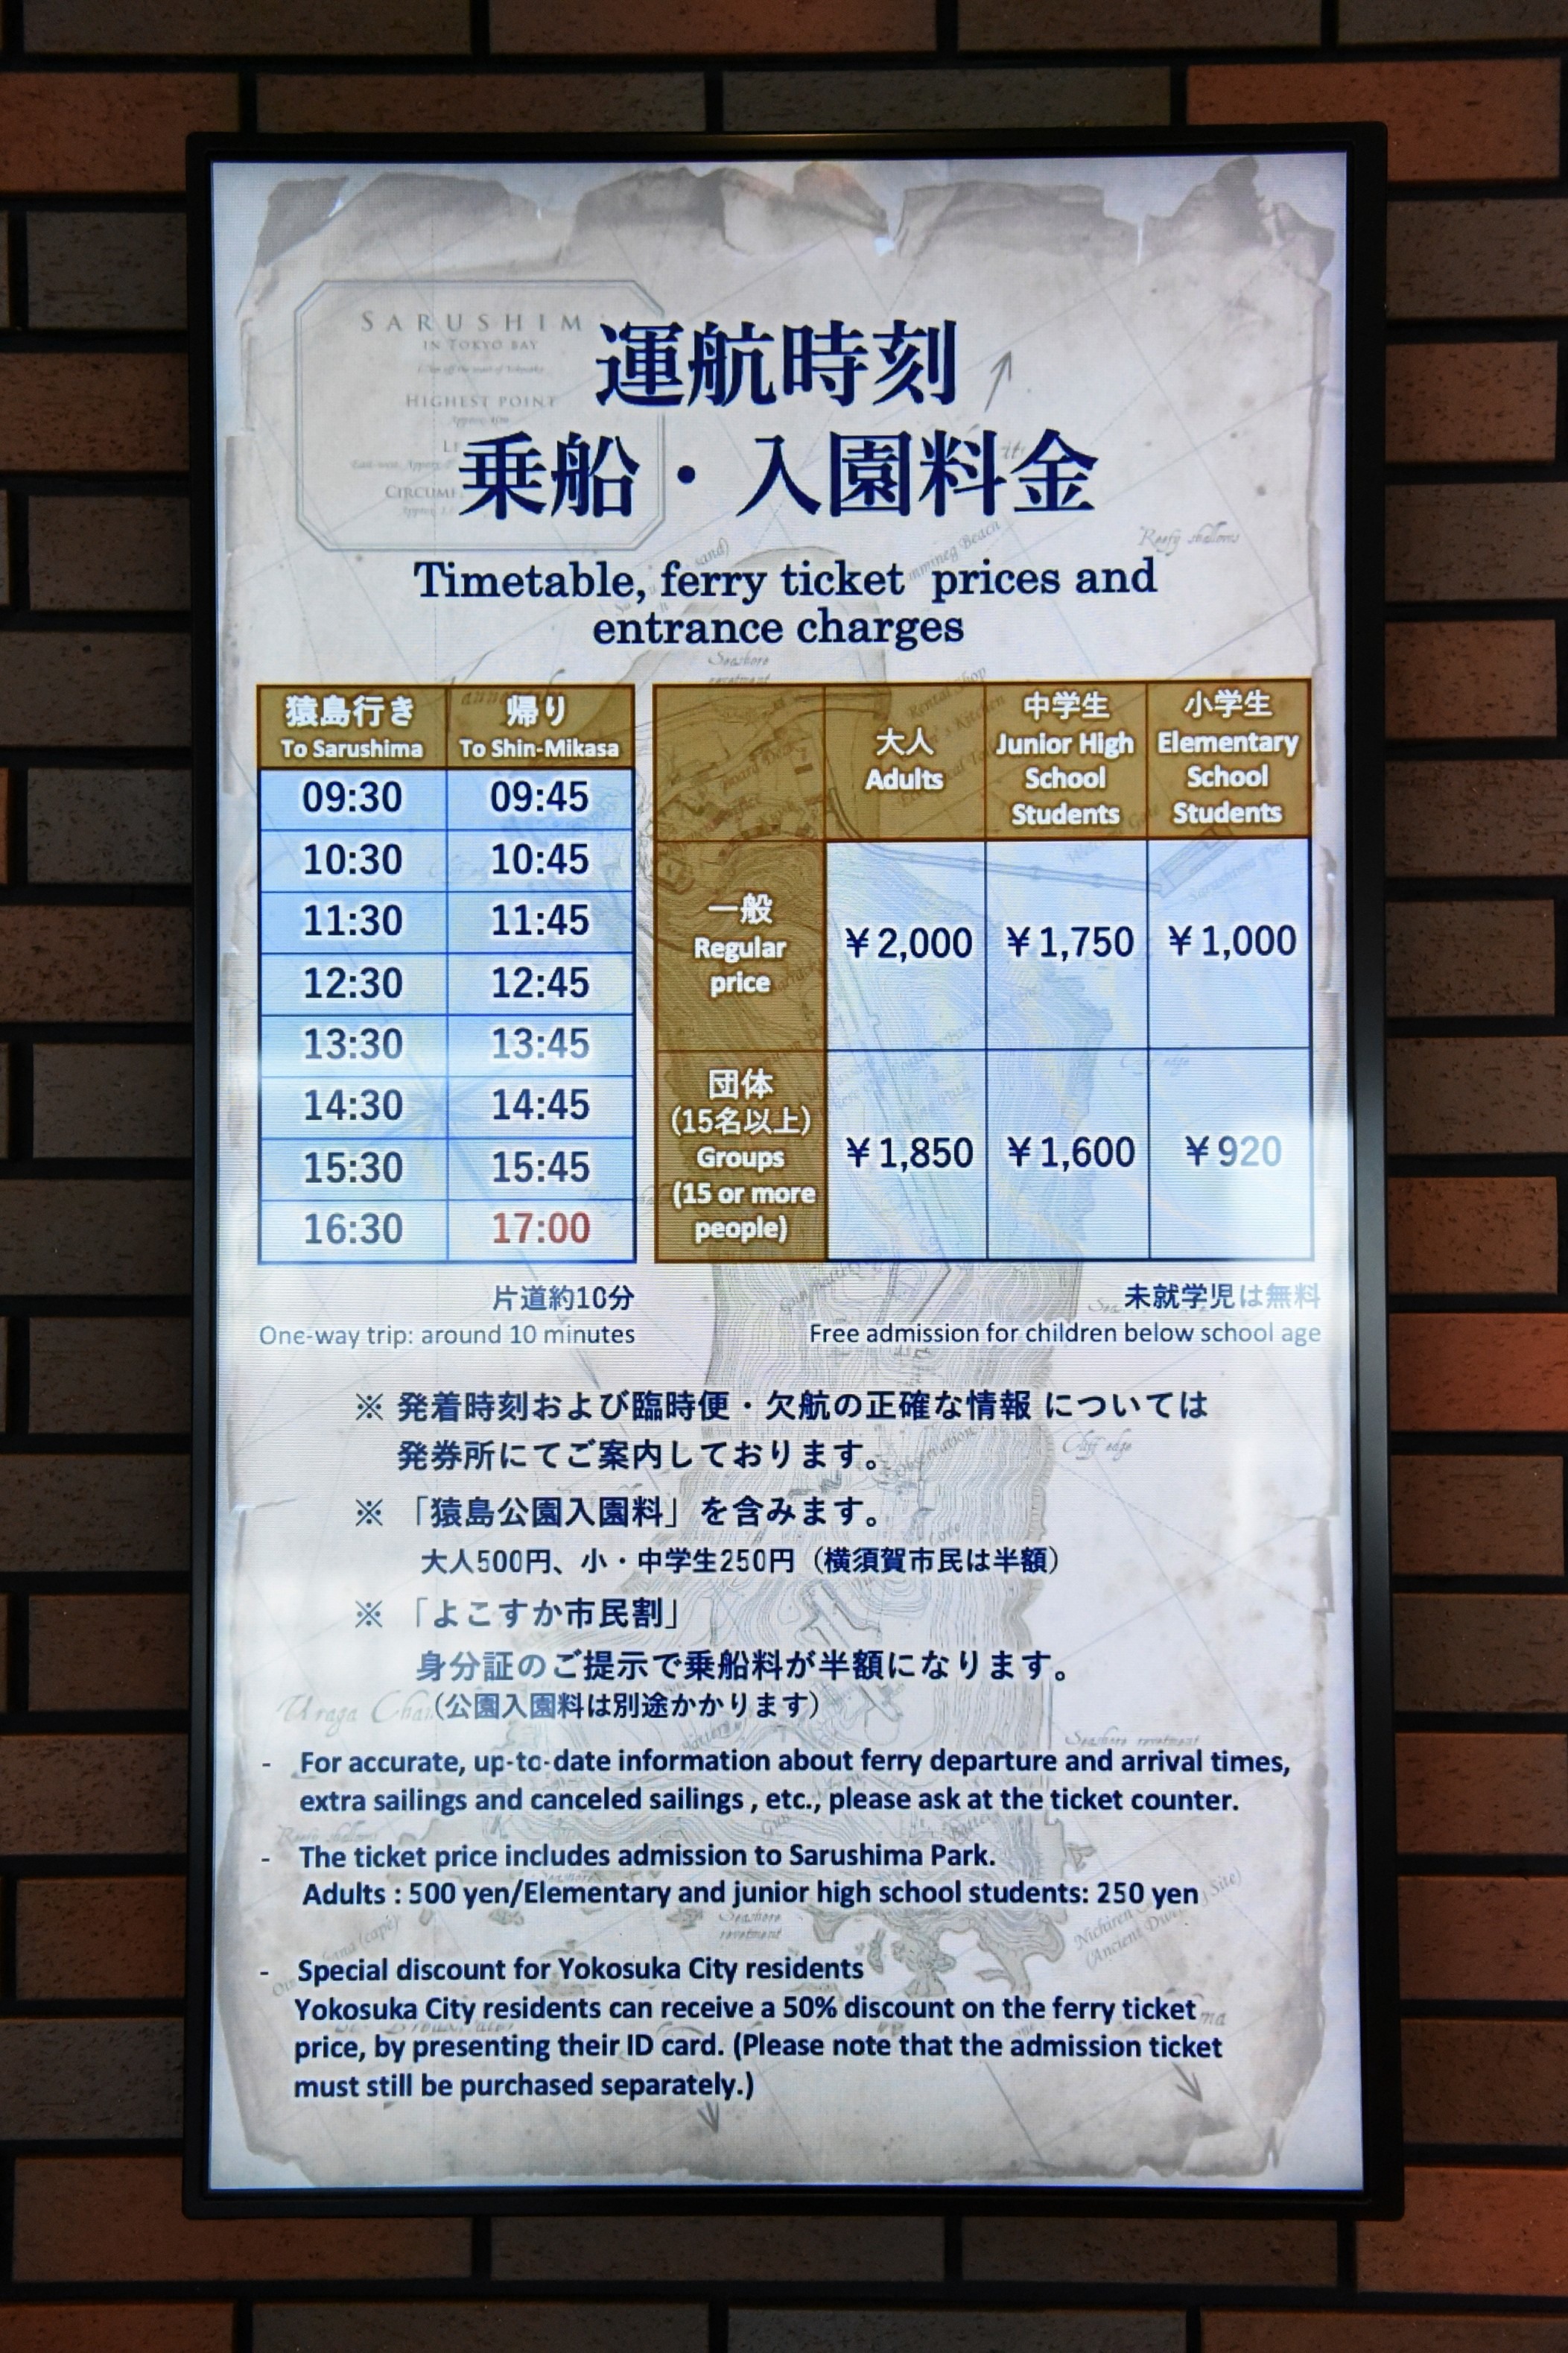 SARUSHIM
IN TOKYO BAY
HIGHEST POINT
運航時刻
乗船・入園料金
Reefy shallows
Timetable, ferry ticket prices and
entrance charges
Seashore
revetment
猿島行き 帰り
To Sarushima To Shin-Mikasa
09:30 09:45
10:30 10:45
11:30 11:45
12:30 12:45
13:30 13:45
14:30 14:45
15:30 15:45
16:30 17:00
大人
Adults
中学生
Junior High
School
Students
小学生
Elementary
School
Students
一般
Regular
price
¥2,000 ¥1,750 ¥1,000
団体
(15名以上)
Groups
(15 or more
people)
¥1,850 ¥1,600 ¥920
片道約10分
One-way trip: around 10 minutes
未就学児は無料
Free admission for children below school age
※ 発着時刻および臨時便・欠航の正確な情報 については
発券所にてご案内しております。
Cliff edge
※ 「猿島公園入園料」を含みます。
大人500円、小・中学生250円（横須賀市民は半額）
※ 「よこすか市民割」
身分証のご提示で乗船料が半額になります。
（公園入園料は別途かかります）
Seashore revetment
- For accurate, up-to-date information about ferry departure and arrival times,
extra sailings and canceled sailings , etc., please ask at the ticket counter.
- The ticket price includes admission to Sarushima Park.
Adults : 500 yen/Elementary and junior high school students: 250 yen
Seashore
revetment
- Special discount for Yokosuka City residents
Yokosuka City residents can receive a 50% discount on the ferry ticket
price, by presenting their ID card. (Please note that the admission ticket
must still be purchased separately.)